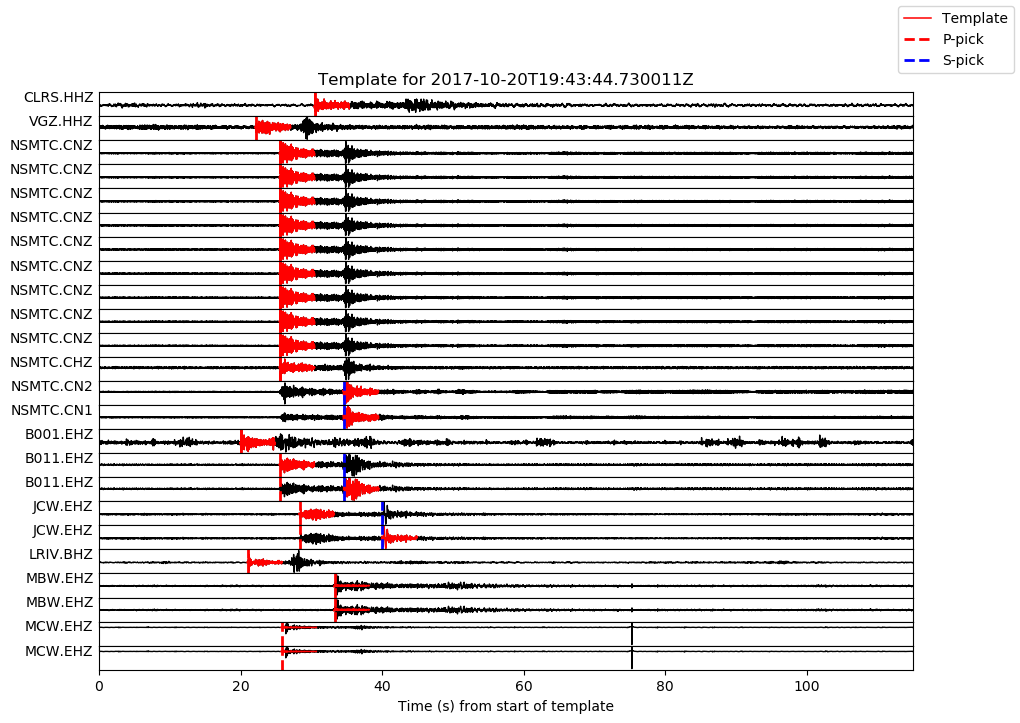 Template
P-pick
S-pick
Template for 2017-10-20T19:43:44.730011Z
CLRS.HHZ
VGZ.HHZ
NSMTC.CNZ
NSMTC.CNZ
NSMTC.CNZ
NSMTC.CNZ
NSMTC.CNZ
NSMTC.CNZ
NSMTC.CNZ
NSMTC.CNZ
NSMTC.CNZ
NSMTC.CHZ
NSMTC.CN2
NSMTC.CN1
B001.EHZ
B011.EHZ
B011.EHZ
JCW.EHZ
JCW.EHZ
LRIV.BHZ
MBW.EHZ
MBW.EHZ
MCW.EHZ
MCW.EHZ
0 20 40 60 80 100
Time (s) from start of template